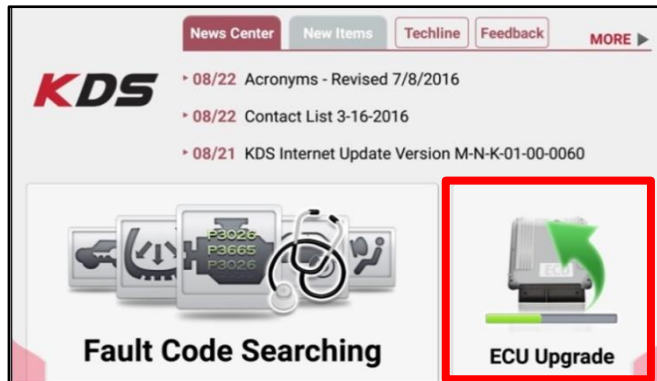 News Center New Items Techline Feedback MORE
KDS
08/22 Acronyms - Revised 7/8/2016
08/22 Contact List 3-16-2016
08/21 KDS Internet Update Version M-N-K-01-00-0060
P3026
P3665
P3026
ECU
Fault Code Searching
ECU Upgrade